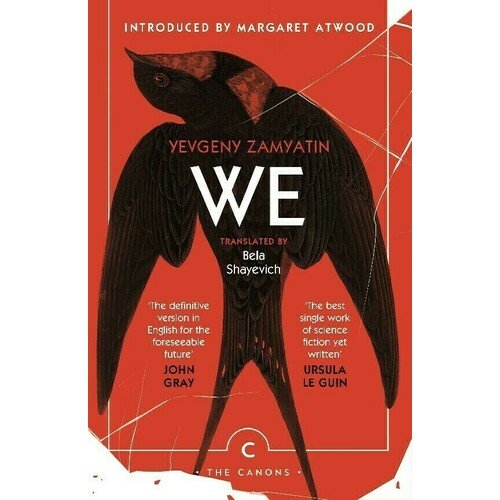 INTRODUCED BY MARGARET ATWOOD
YEVGENY ZAMYATIN
WE
TRANSLATED BY
Bela
Shayevich
‘The definitive
version in
English for the
foreseeable
future’
JOHN
GRAY
‘The best
single work
of science
fiction yet
written’
URSULA
LE GUIN
C
· THE CANONS ·